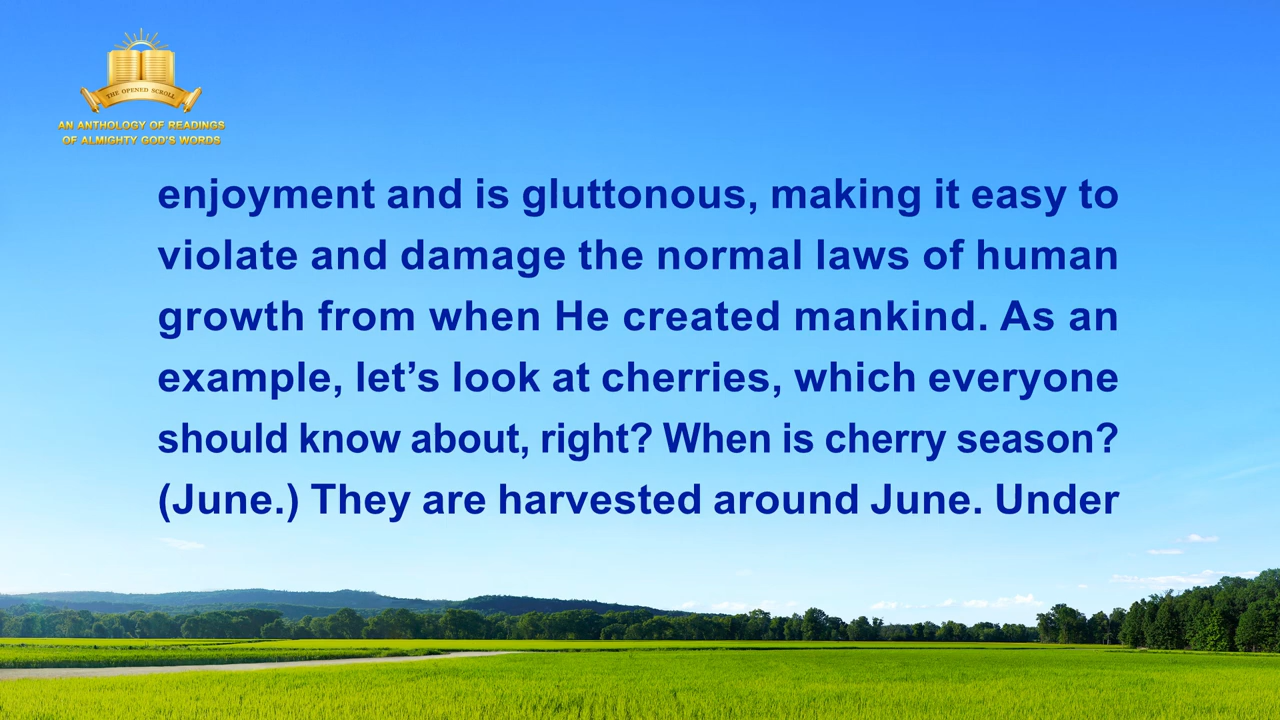 THE OPENED SCROLL
AN ANTHOLOGY OF READINGS
OF ALMIGHTY GOD'S WORDS
enjoyment and is gluttonous, making it easy to
violate and damage the normal laws of human
growth from when He created mankind. As an
example, let’s look at cherries, which everyone
should know about, right? When is cherry season?
(June.) They are harvested around June. Under